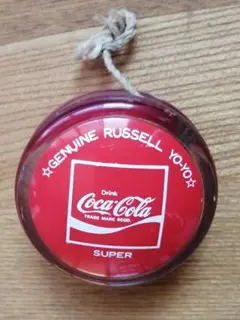 ☆GENUINE RUSSELL YO-YO☆
Drink
Coca-Cola
TRADE MARK REGD.
SUPER